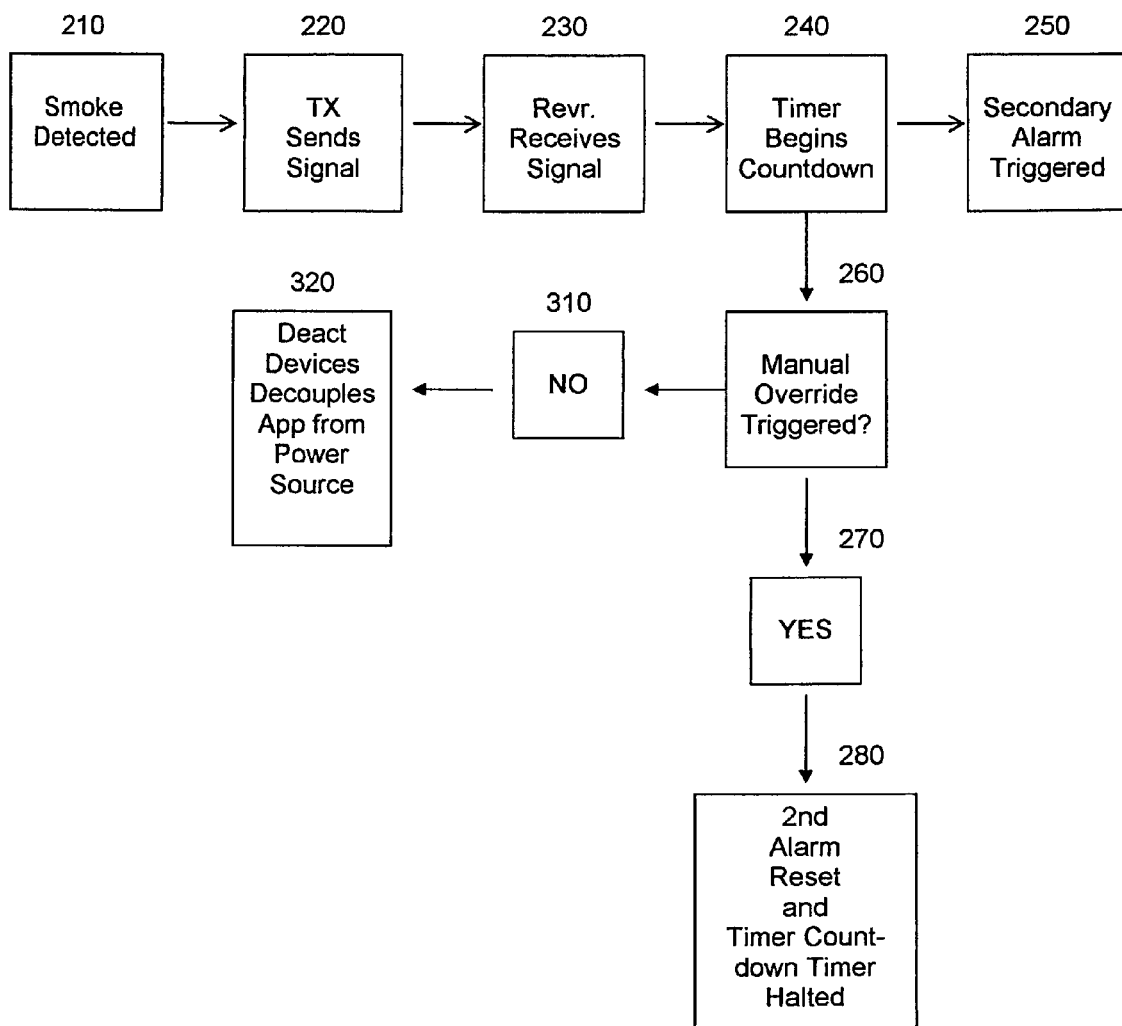 210
220
230
240
250
Smoke
Detected
TX
Sends
Signal
Revr.
Receives
Signal
Timer
Begins
Countdown
Secondary
Alarm
Triggered
260
320
310
Deact
Devices
Decouples
App from
Power
Source
NO
Manual
Override
Triggered?
270
YES
280
2nd
Alarm
Reset
and
Timer Count-
down Timer
Halted